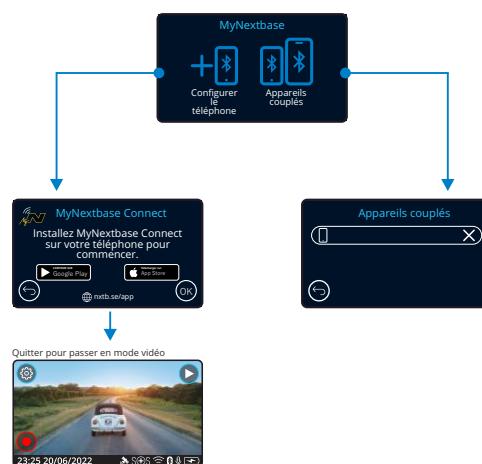 MyNextbase
Configurer
le
téléphone
Appareils
couplés
MyNextbase Connect
Installez MyNextbase Connect
sur votre téléphone pour
commencer.
Google Play
App Store
nxtb.se/app
OK
Appareils couplés
Quitter pour passer en mode vidéo
23:25 20/06/2022
SOS